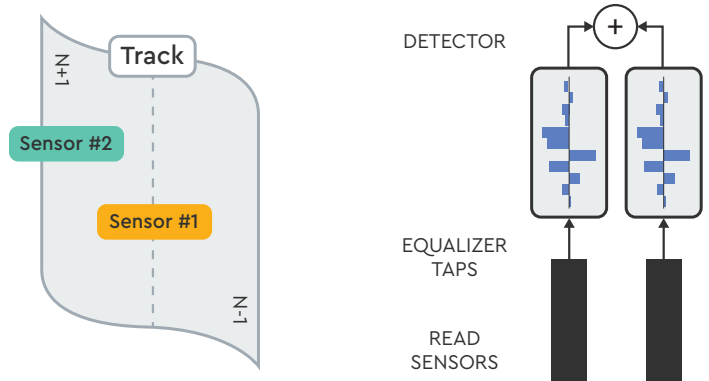 Track
N+1
Sensor #2
Sensor #1
N-1
DETECTOR
+
EQUALIZER
TAPS
READ
SENSORS